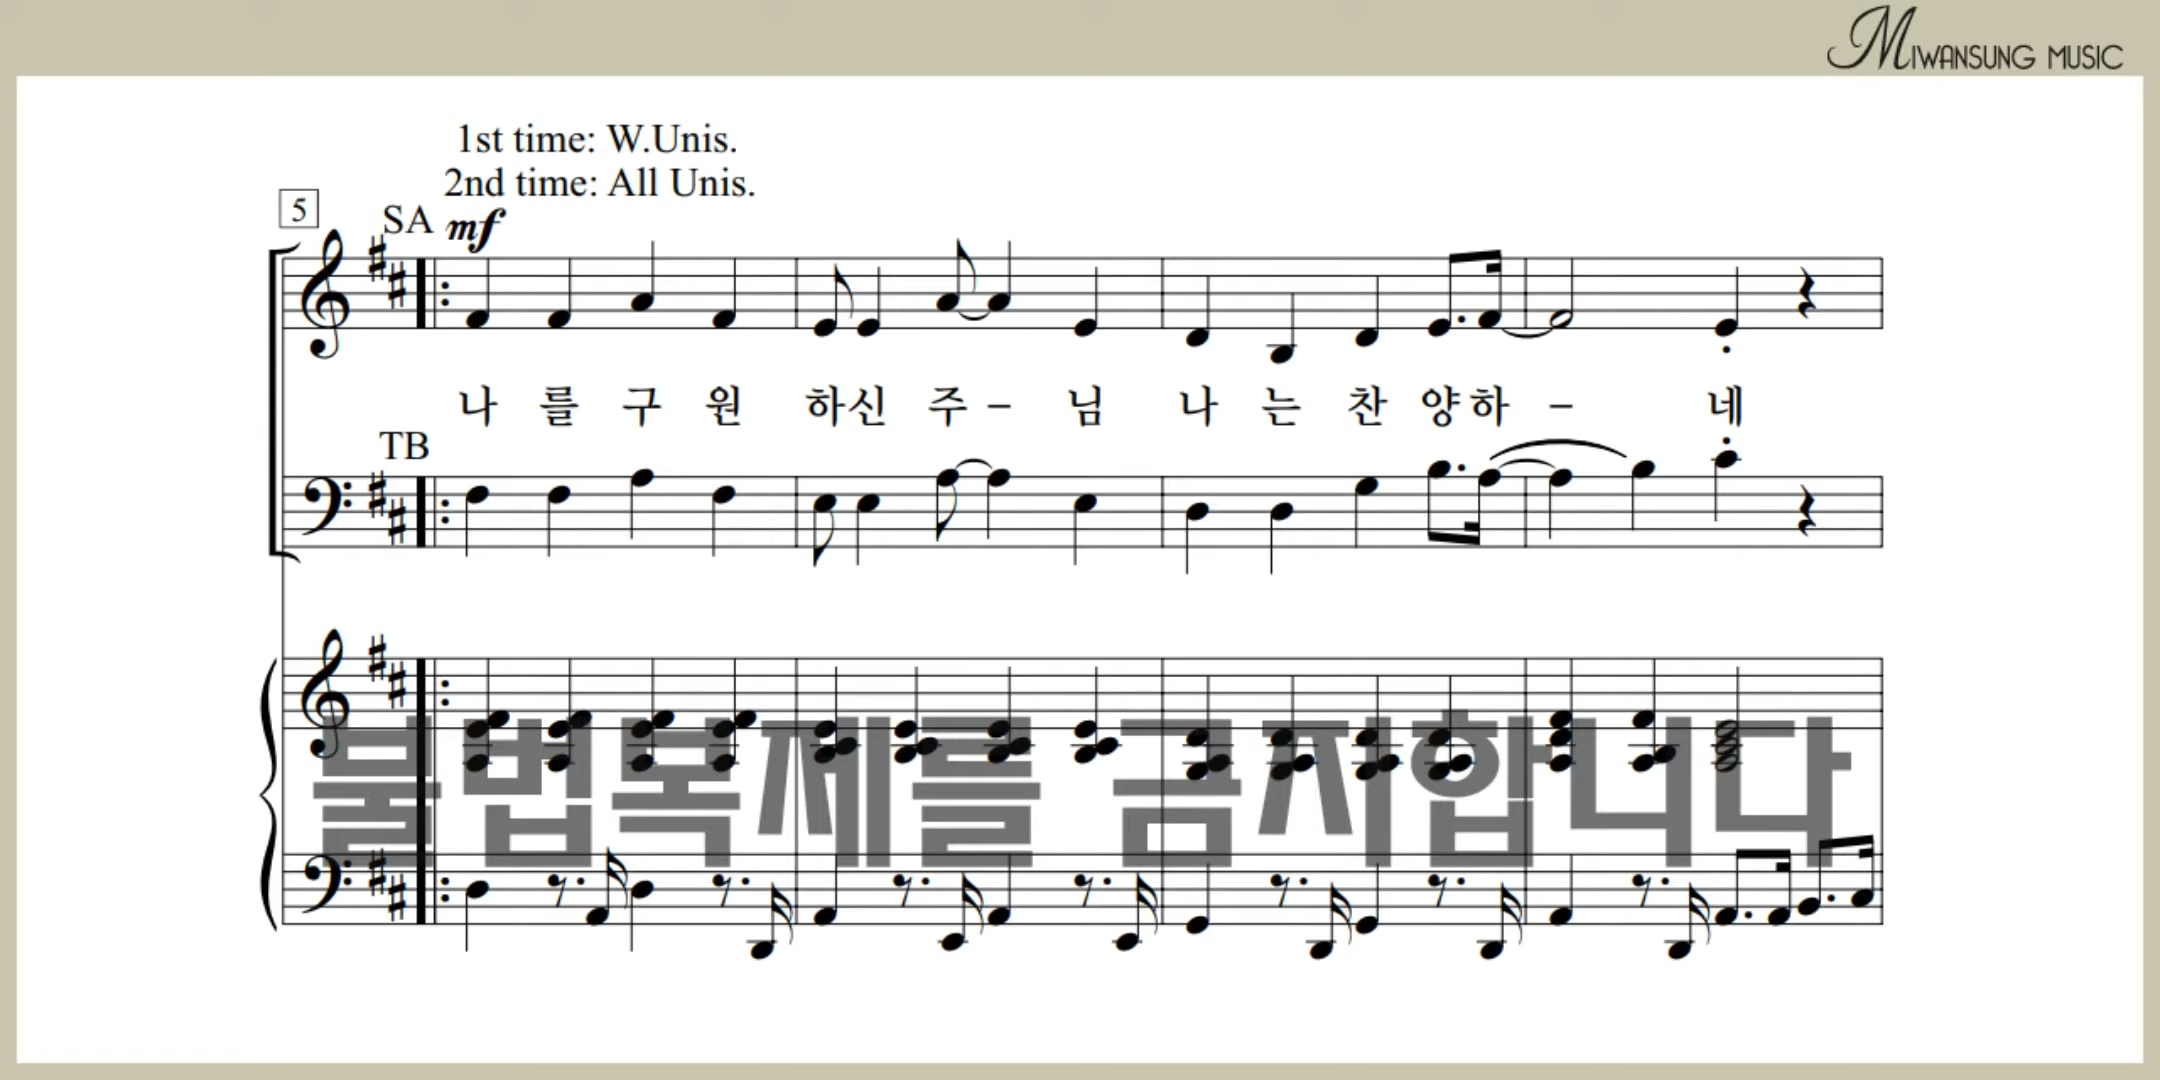 MIWANSUNG MUSIC
1st time: W.Unis.
2nd time: All Unis.
5
SA mf
나 를 구 원 하신 주 - 님 나 는 찬 양하 - 네
TB
불법복제를 금지합니다